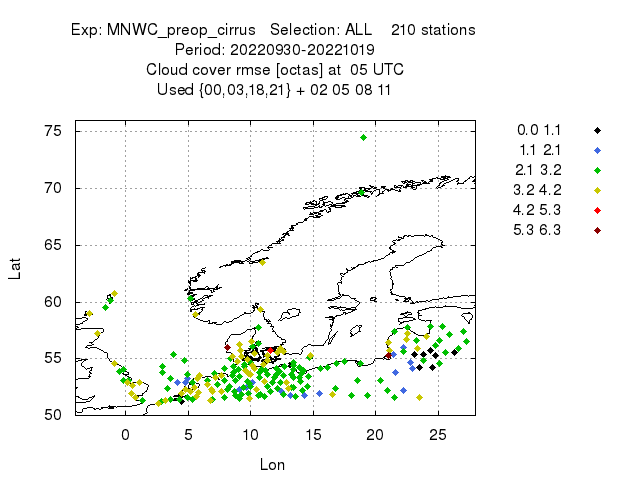 Exp: MNWC_preop_cirrus   Selection: ALL    210 stations
Period: 20220930-20221019
Cloud cover rmse [octas] at  05 UTC
Used {00,03,18,21} + 02 05 08 11
0.0 1.1
1.1 2.1
2.1 3.2
3.2 4.2
4.2 5.3
5.3 6.3
75
70
65
60
55
50
Lat
0 5 10 15 20 25
Lon